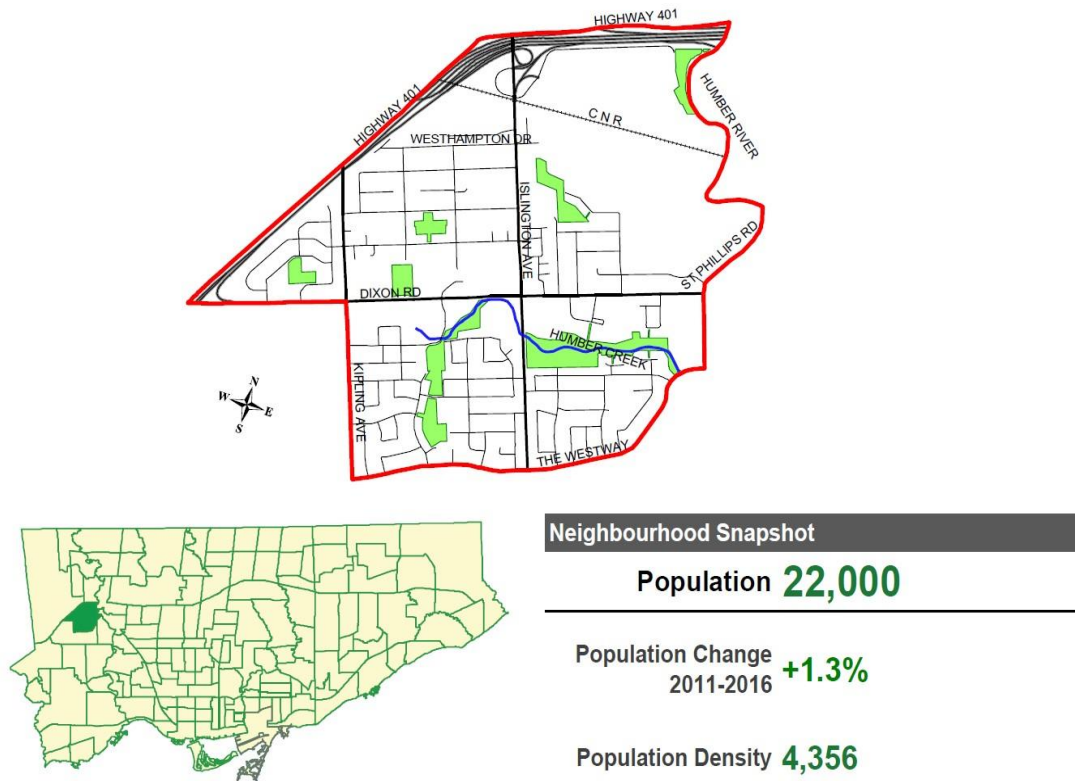 HIGHWAY 401
HIGHWAY 401
HUMBER RIVER
C N R
WESTHAMPTON DR
ISLINGTON AVE
ST PHILLIPS RD
DIXON RD
HUMBER CREEK
KIPLING AVE
THE WESTWAY
N
W
E
S
Neighbourhood Snapshot
Population 22,000
Population Change
2011-2016 +1.3%
Population Density 4,356